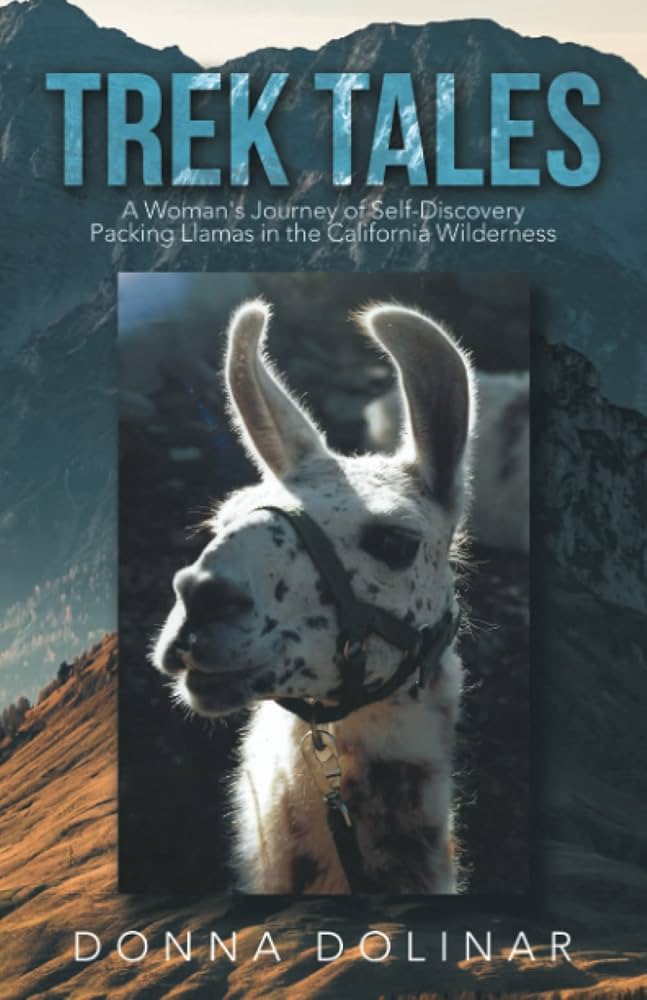 TREK TALES
A Woman's Journey of Self-Discovery
Packing Llamas in the California Wilderness
DONNA DOLINAR